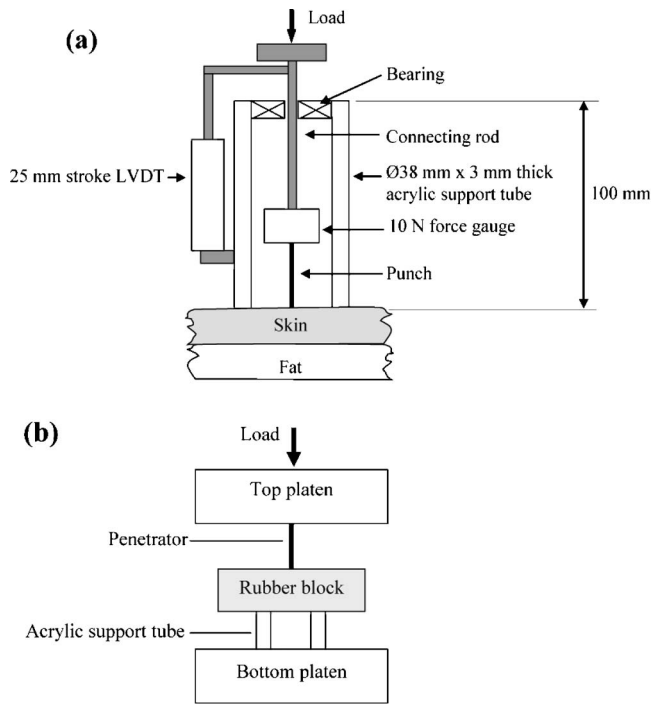 Load
(a)
Bearing
Connecting rod
25 mm stroke LVDT
Ø38 mm x 3 mm thick
acrylic support tube
100 mm
10 N force gauge
Punch
Skin
Fat
(b)
Load
Top platen
Penetrator
Rubber block
Acrylic support tube
Bottom platen